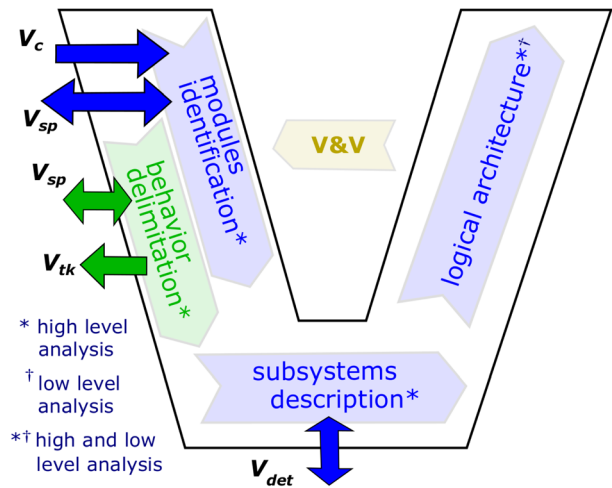 V_c
V_sp
modules
identification*
V&V
logical architecture*†
V_sp
behavior
delimitation*
V_tk
* high level
analysis
† low level
analysis
*† high and low
level analysis
subsystems
description*
V_det